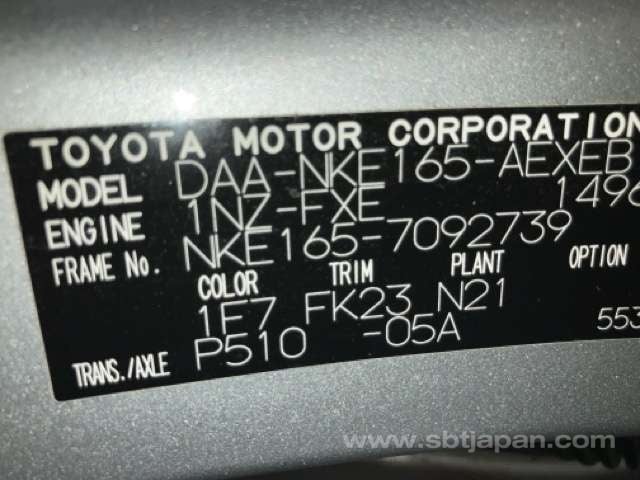 TOYOTA MOTOR CORPORATION
MODEL DAA-NKE165-AEXEB
ENGINE 1NZ-FXE 1496
FRAME No. NKE165-7092739
COLOR TRIM PLANT OPTION
1F7 FK23 N21
TRANS./AXLE P510 -05A 553
www.sbtjapan.com